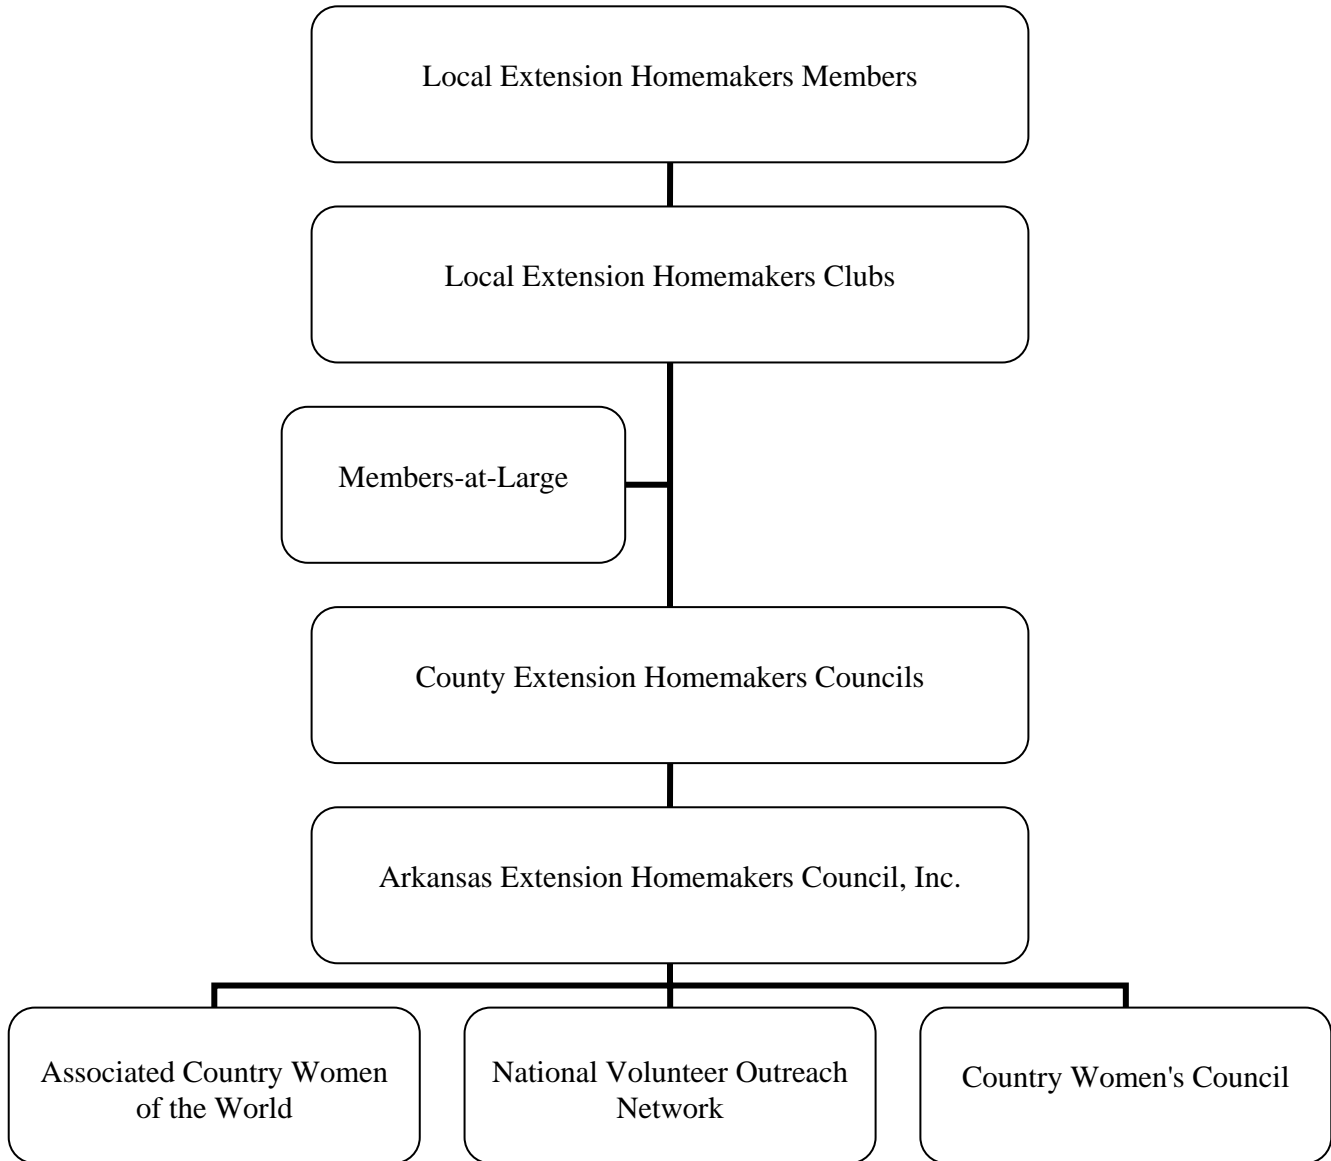 Local Extension Homemakers Members
Local Extension Homemakers Clubs
Members-at-Large
County Extension Homemakers Councils
Arkansas Extension Homemakers Council, Inc.
Associated Country Women
of the World
National Volunteer Outreach
Network
Country Women's Council